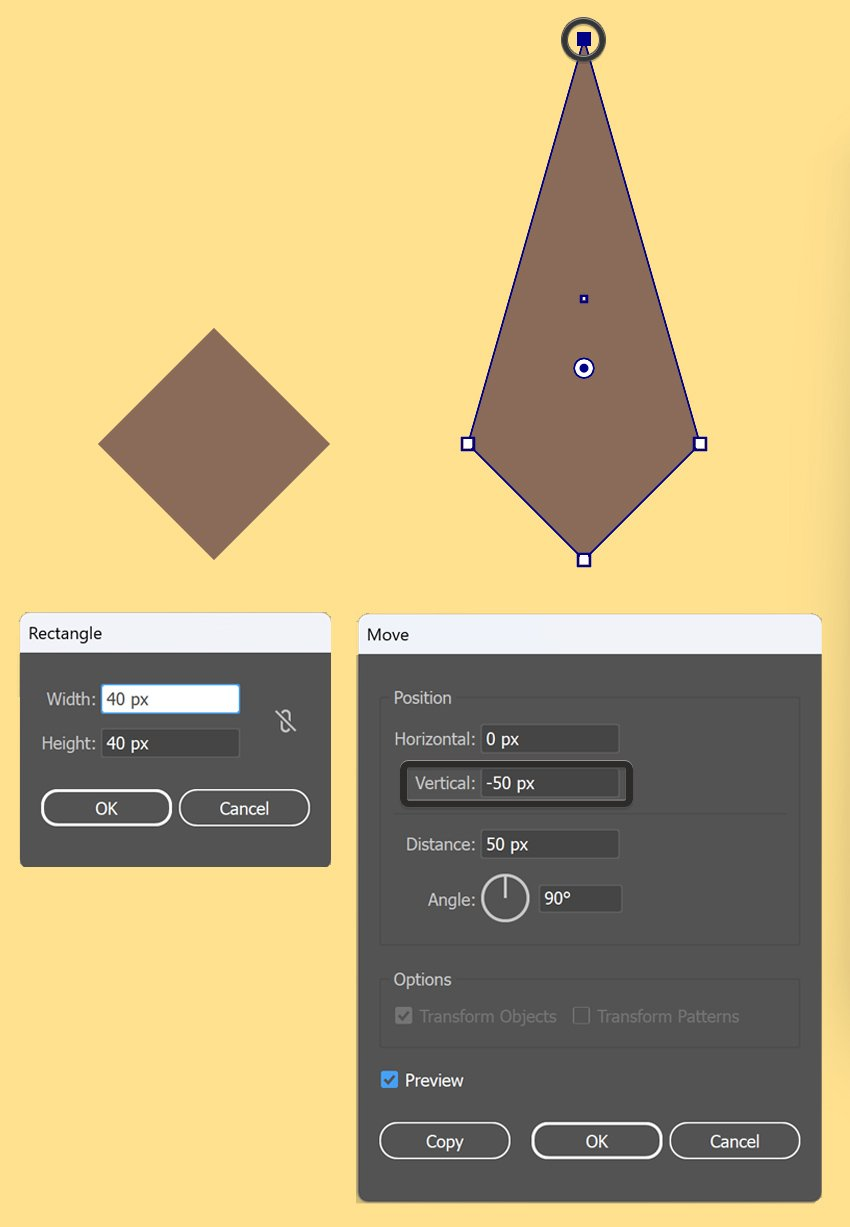 Rectangle
Width: 40 px
Height: 40 px
OK Cancel
Move
Position
Horizontal: 0 px
Vertical: -50 px
Distance: 50 px
Angle: 90°
Options
Transform Objects Transform Patterns
Preview
Copy OK Cancel